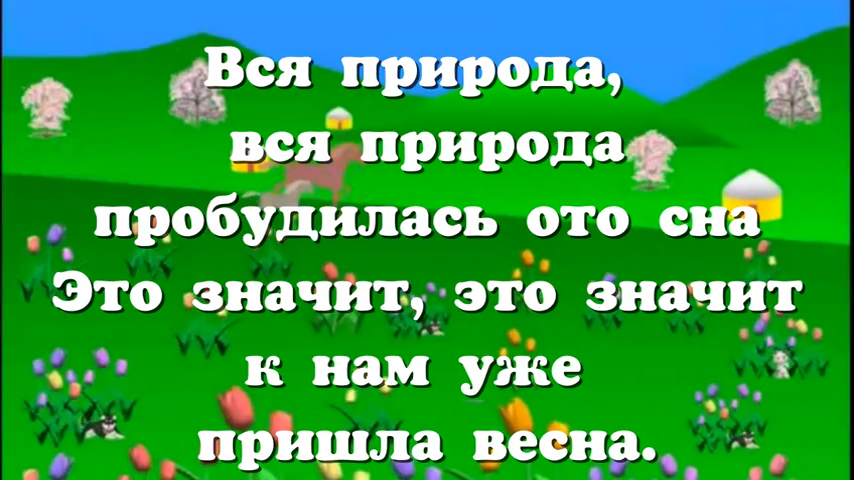 Вся природа,
вся природа
пробудилась ото сна
Это значит, это значит
к нам уже
пришла весна.